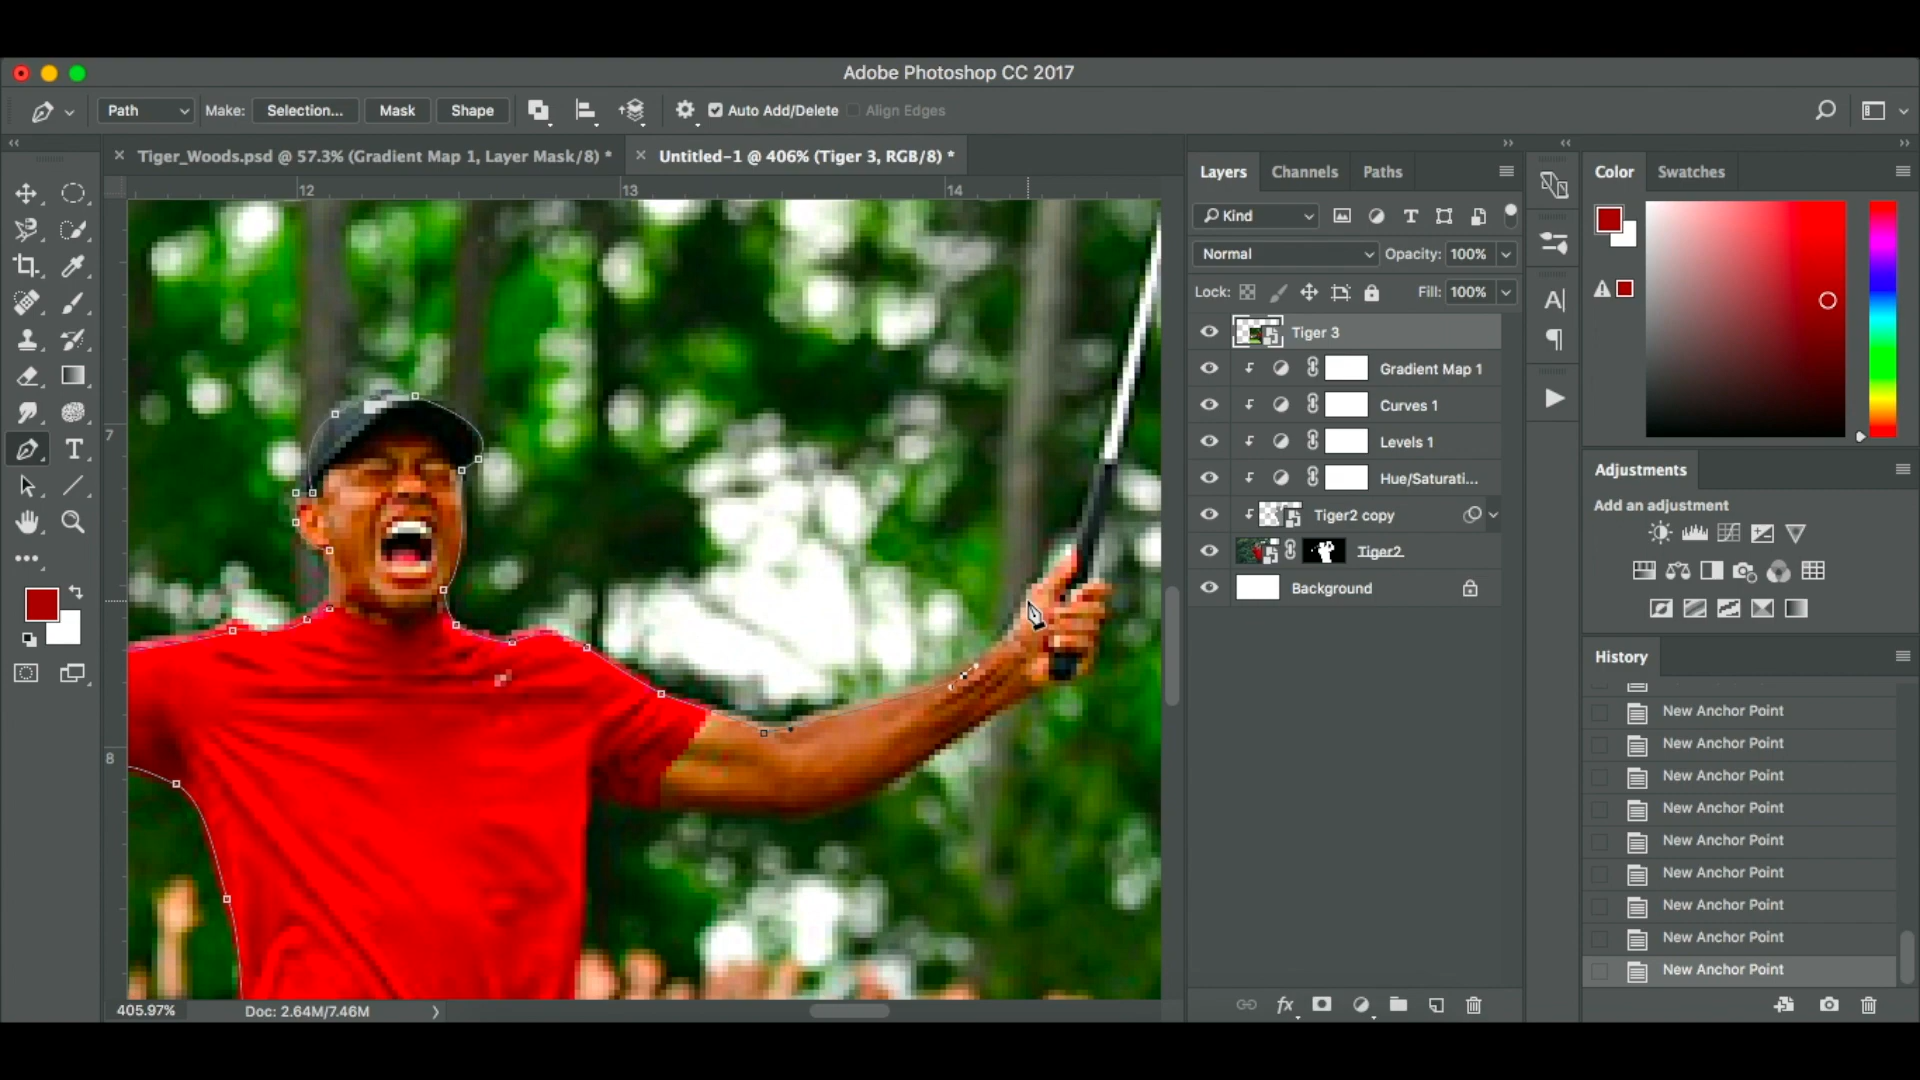 Adobe Photoshop CC 2017
Path Make: Selection... Mask Shape Auto Add/Delete Align Edges
Tiger_Woods.psd @ 57.3% (Gradient Map 1, Layer Mask/8) *
Untitled-1 @ 406% (Tiger 3, RGB/8) *
12 13 14
7
8
405.97% Doc: 2.64M/7.46M
Layers Channels Paths
Kind
Normal Opacity: 100%
Lock: Fill: 100%
Tiger 3
Gradient Map 1
Curves 1
Levels 1
Hue/Saturati...
Tiger2 copy
Tiger2
Background
Color Swatches
Adjustments
Add an adjustment
History
New Anchor Point
New Anchor Point
New Anchor Point
New Anchor Point
New Anchor Point
New Anchor Point
New Anchor Point
New Anchor Point
New Anchor Point